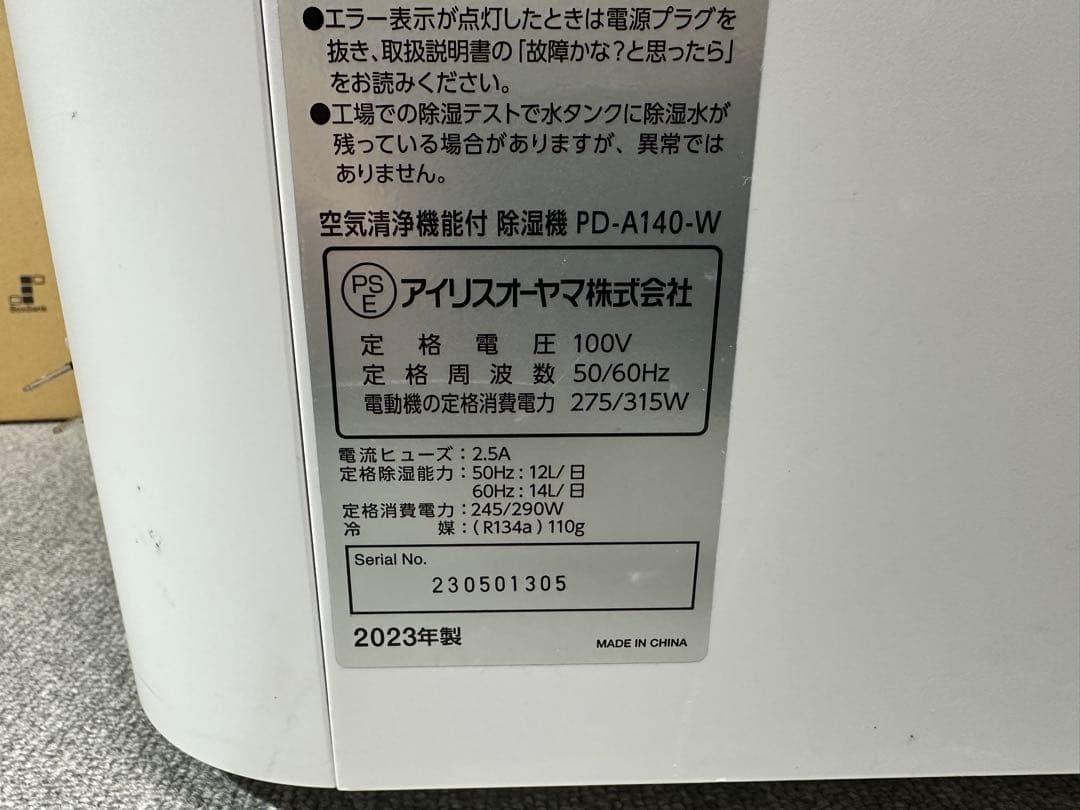 ●エラー表示が点灯したときは電源プラグを
抜き、取扱説明書の「故障かな?と思ったら」
をお読みください。
●工場での除湿テストで水タンクに除湿水が
残っている場合がありますが、異常では
ありません。
空気清浄機能付 除湿機 PD-A140-W
PSE アイリスオーヤマ株式会社
定格電圧 100V
定格周波数 50/60Hz
電動機の定格消費電力 275/315W
電流ヒューズ:2.5A
定格除湿能力:50Hz:12L/日
60Hz:14L/日
定格消費電力:245/290W
冷媒:(R134a)110g
Serial No.
230501305
2023年製
MADE IN CHINA